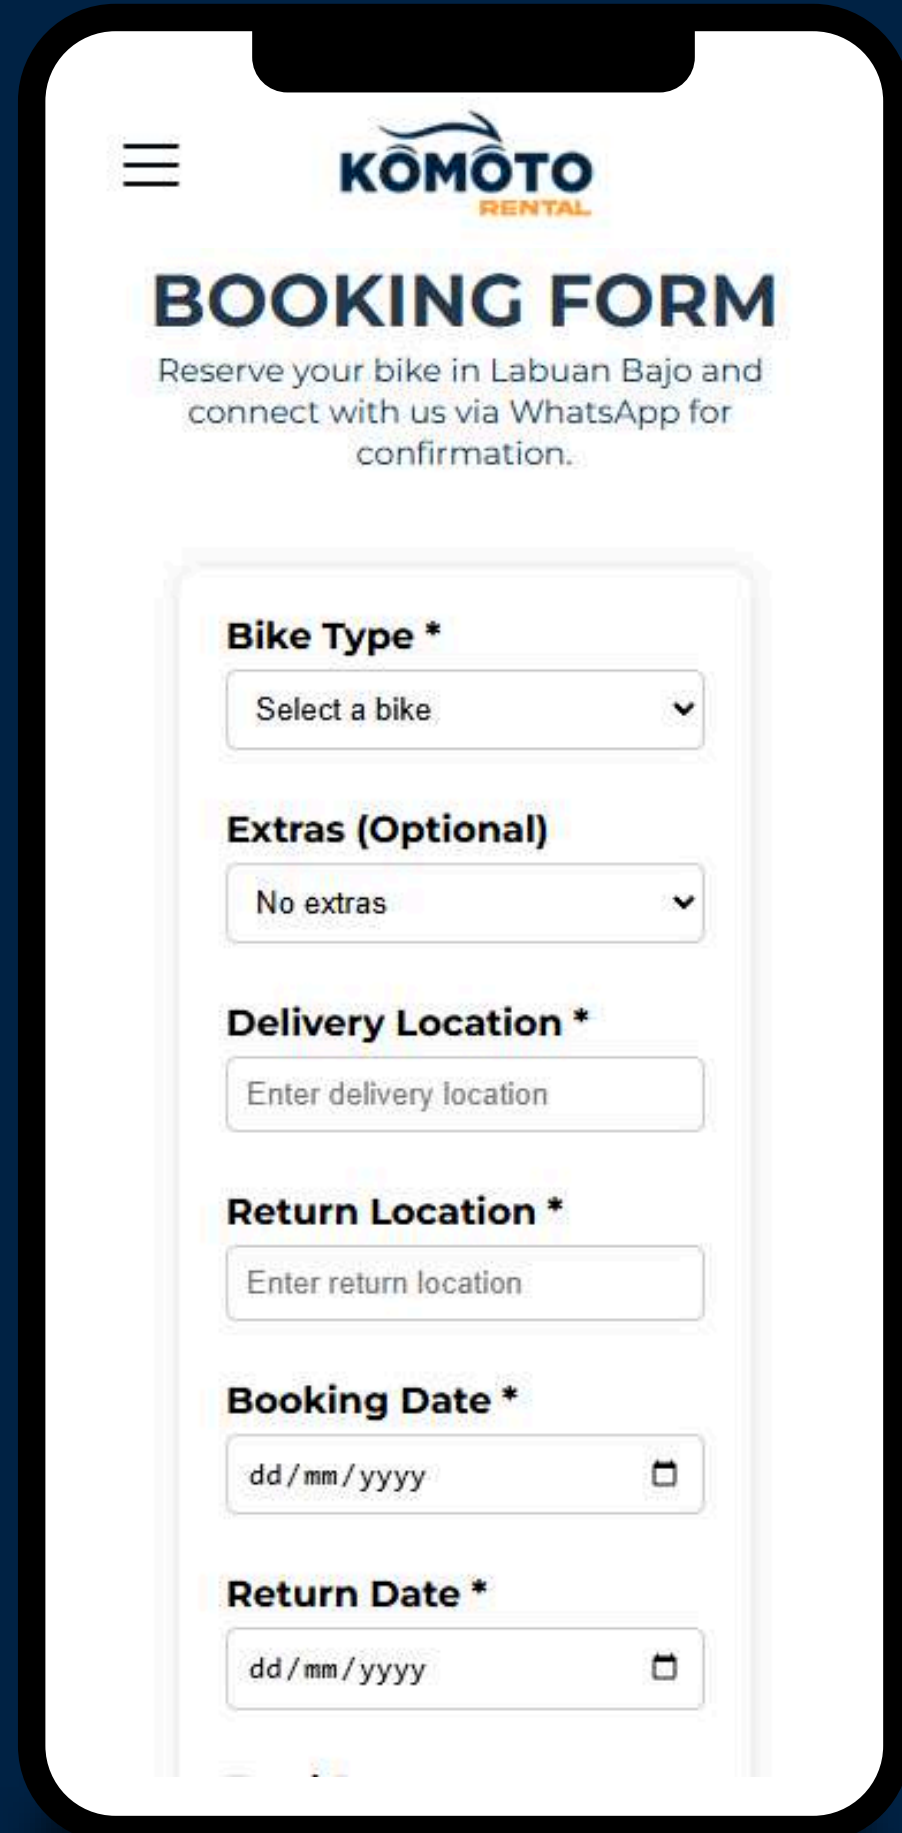 KOMOTO
RENTAL
BOOKING FORM
Reserve your bike in Labuan Bajo and
connect with us via WhatsApp for
confirmation.
Bike Type *
Select a bike
Extras (Optional)
No extras
Delivery Location *
Enter delivery location
Return Location *
Enter return location
Booking Date *
dd/mm/yyyy
Return Date *
dd/mm/yyyy